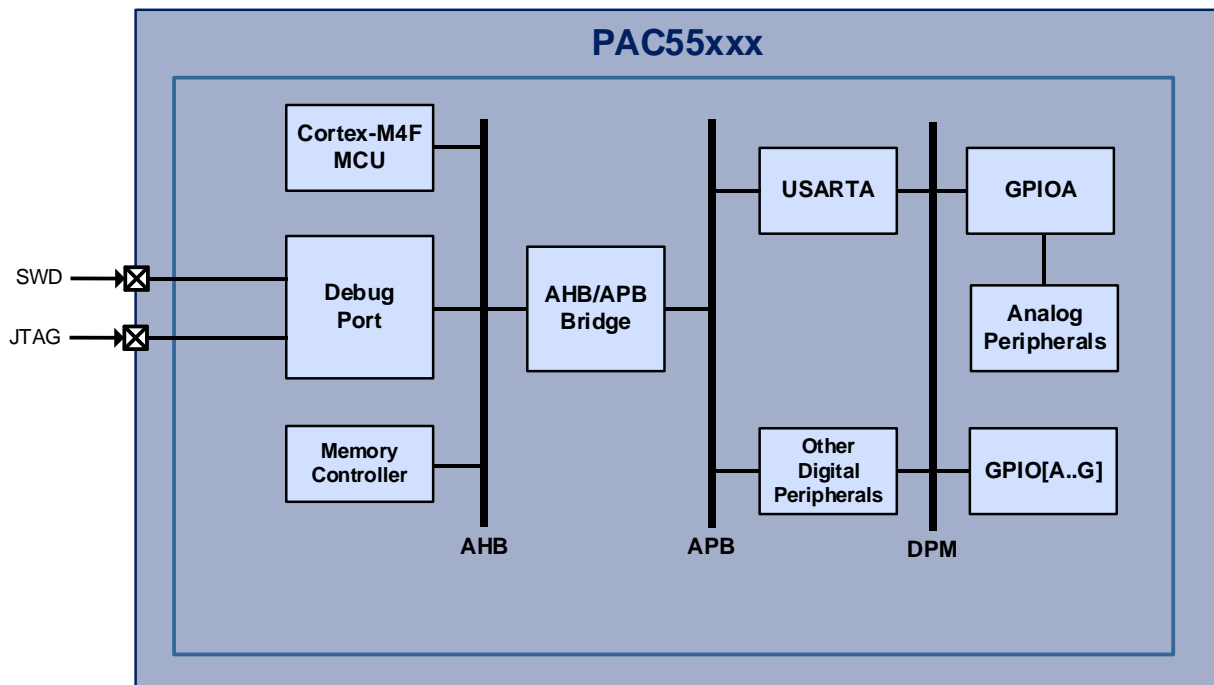 PAC55xxx
Cortex-M4F
MCU
USARTA
GPIOA
SWD
JTAG
Debug
Port
AHB/APB
Bridge
Analog
Peripherals
Memory
Controller
Other
Digital
Peripherals
GPIO[A..G]
AHB
APB
DPM